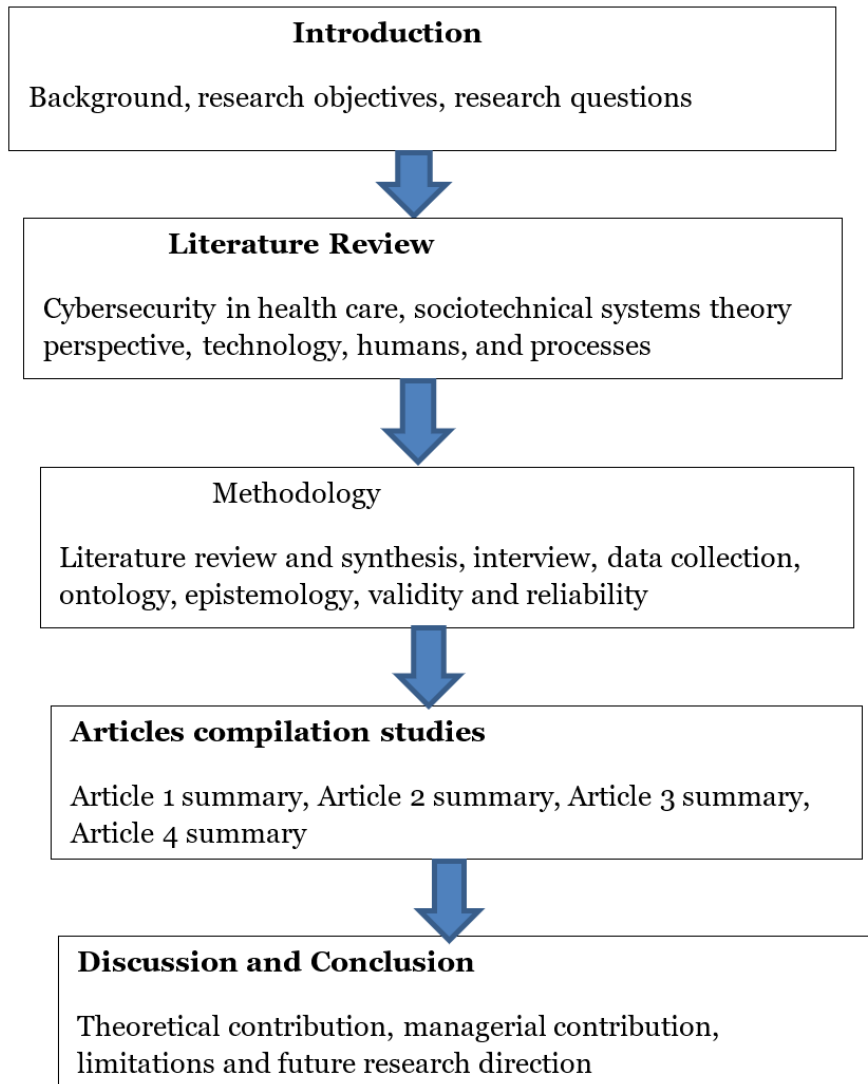 Introduction
Background, research objectives, research questions
Literature Review
Cybersecurity in health care, sociotechnical systems theory
perspective, technology, humans, and processes
Methodology
Literature review and synthesis, interview, data collection,
ontology, epistemology, validity and reliability
Articles compilation studies
Article 1 summary, Article 2 summary, Article 3 summary,
Article 4 summary
Discussion and Conclusion
Theoretical contribution, managerial contribution,
limitations and future research direction